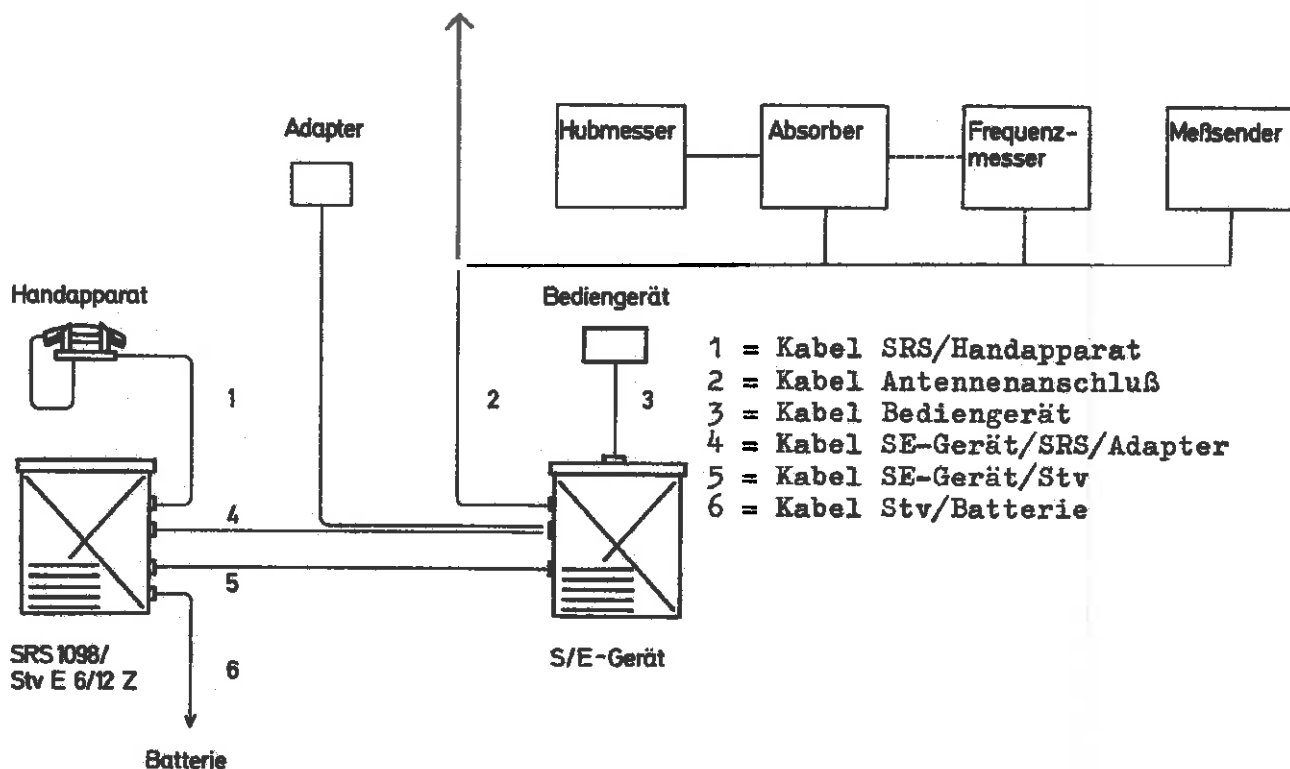 Adapter
Hubmesser
Absorber
Frequenz-
messer
Meßsender
Handapparat
Bediengerät
1
2
3
1 = Kabel SRS/Handapparat
2 = Kabel Antennenanschluß
3 = Kabel Bediengerät
4 = Kabel SE-Gerät/SRS/Adapter
5 = Kabel SE-Gerät/Stv
6 = Kabel Stv/Batterie
4
5
SRS 1098/
Stv E 6/12 Z
6
S/E-Gerät
Batterie